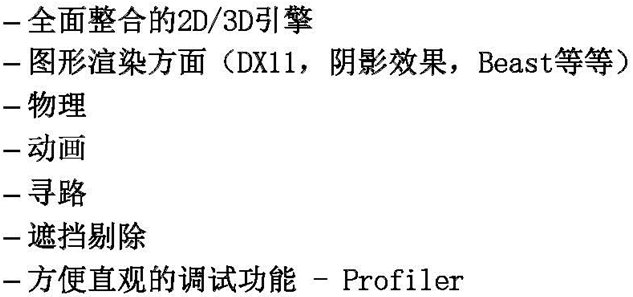 – 全面整合的2D/3D引擎
– 图形渲染方面（DX11，阴影效果，Beast等等）
– 物理
– 动画
– 寻路
– 遮挡剔除
– 方便直观的调试功能 - Profiler